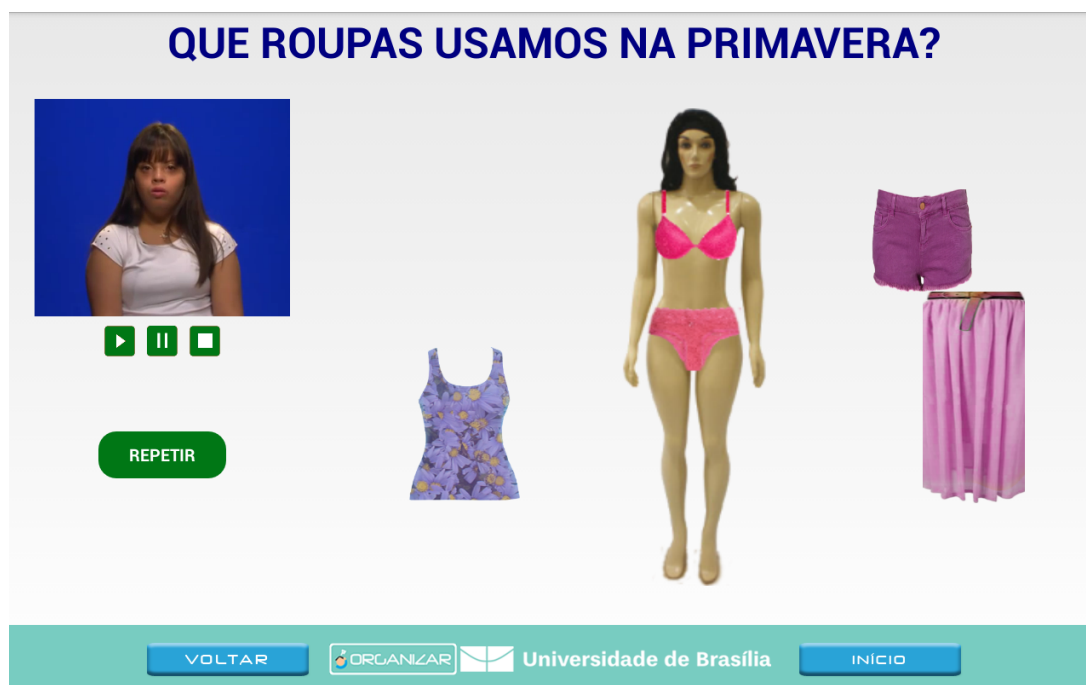 QUE ROUPAS USAMOS NA PRIMAVERA?
REPETIR
VOLTAR
ORGANIZAR
Universidade de Brasília
INÍCIO